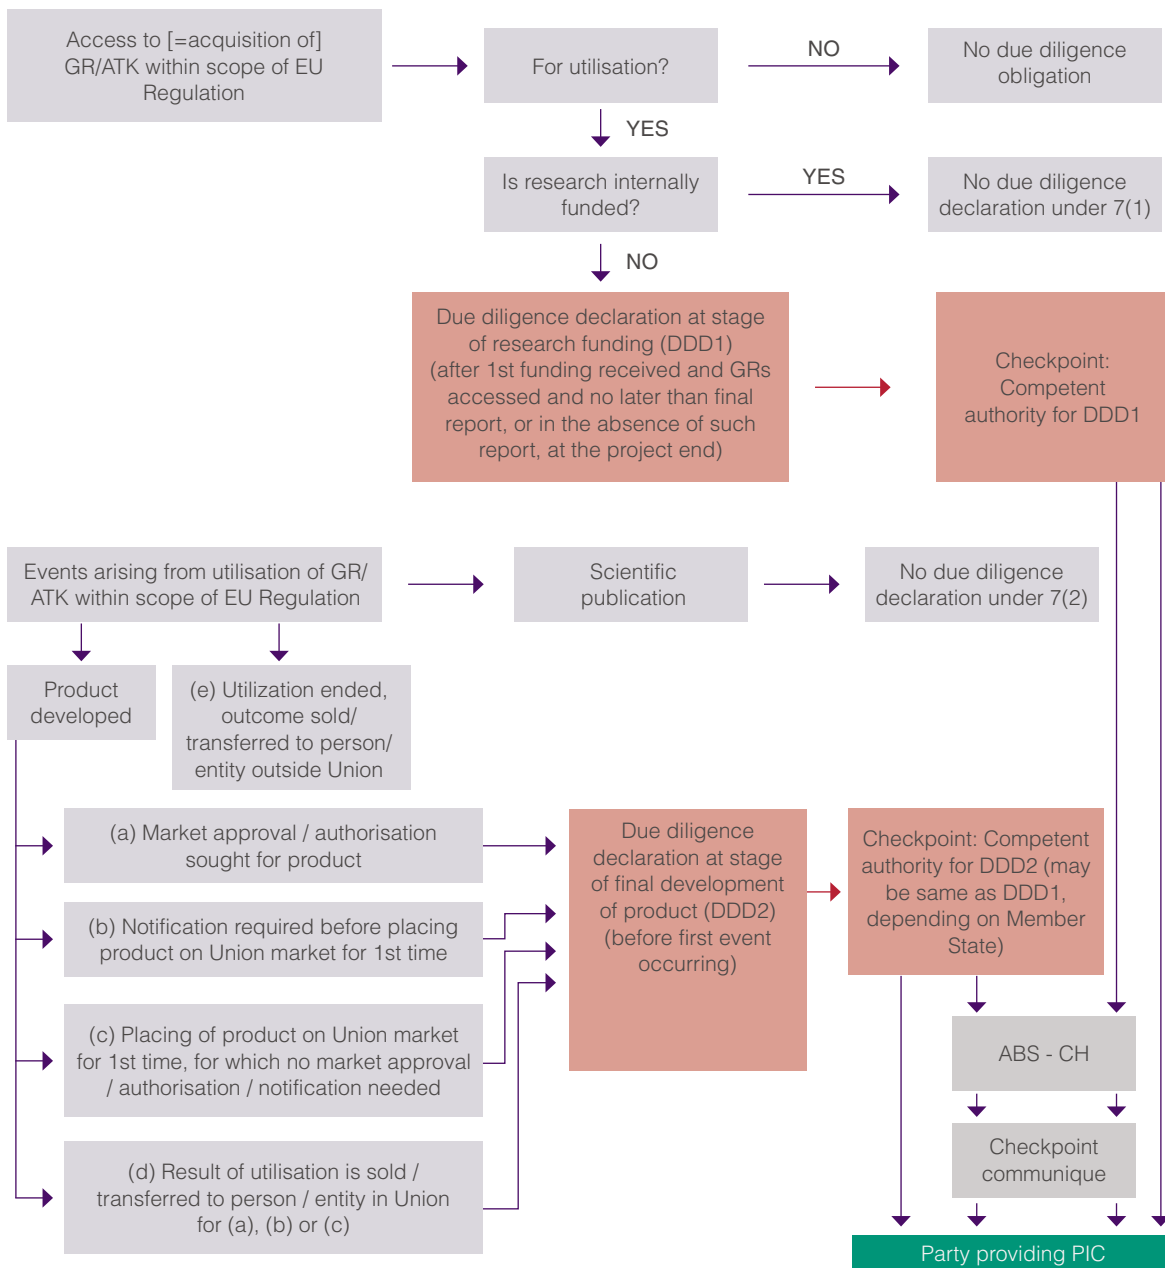 Access to [=acquisition of]
GR/ATK within scope of EU
Regulation
For utilisation?
NO
No due diligence
obligation
YES
Is research internally
funded?
YES
No due diligence
declaration under 7(1)
NO
Due diligence declaration at stage
of research funding (DDD1)
(after 1st funding received and GRs
accessed and no later than final
report, or in the absence of such
report, at the project end)
Checkpoint:
Competent
authority for DDD1
Events arising from utilisation of GR/
ATK within scope of EU Regulation
Scientific
publication
No due diligence
declaration under 7(2)
Product
developed
(e) Utilization ended,
outcome sold/
transferred to person/
entity outside Union
(a) Market approval / authorisation
sought for product
(b) Notification required before placing
product on Union market for 1st time
(c) Placing of product on Union market
for 1st time, for which no market approval
/ authorisation / notification needed
(d) Result of utilisation is sold /
transferred to person / entity in Union
for (a), (b) or (c)
Due diligence
declaration at stage
of final development
of product (DDD2)
(before first event
occurring)
Checkpoint: Competent
authority for DDD2 (may
be same as DDD1,
depending on Member
State)
ABS - CH
Checkpoint
communique
Party providing PIC